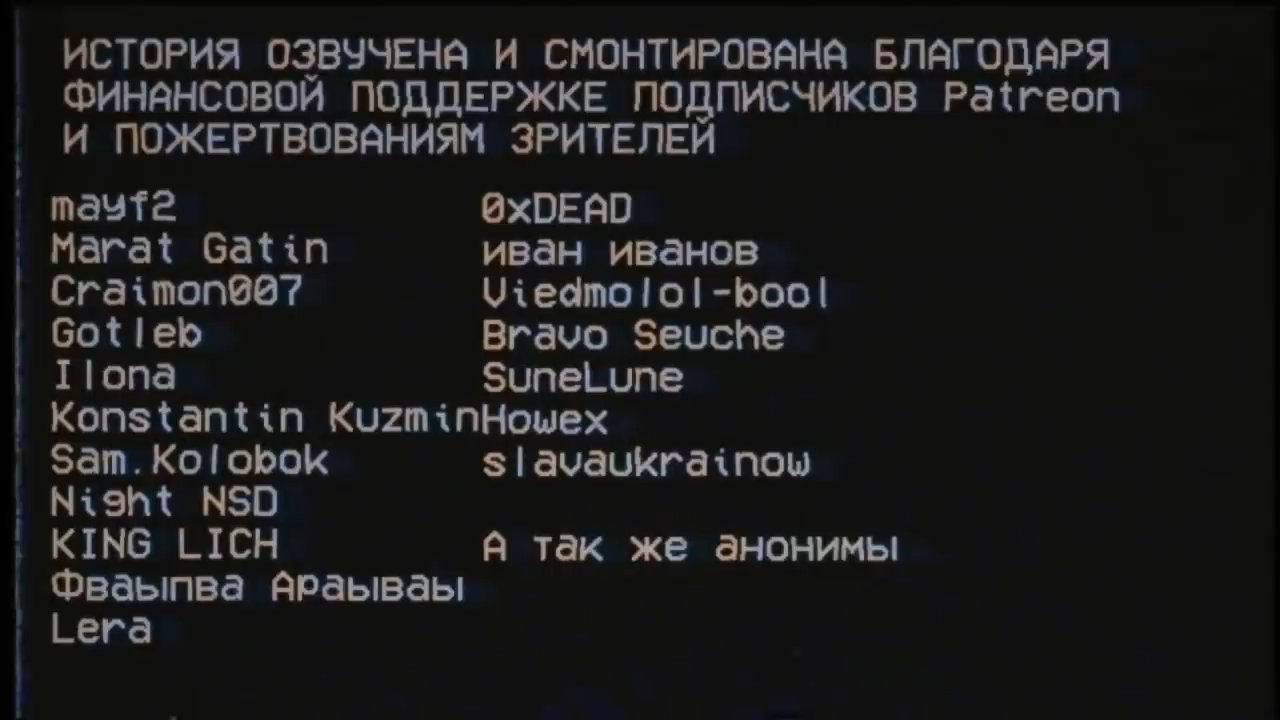 ИСТОРИЯ ОЗВУЧЕНА И СМОНТИРОВАНА БЛАГОДАРЯ
ФИНАНСОВОЙ ПОДДЕРЖКЕ ПОДПИСЧИКОВ Patreon
И ПОЖЕРТВОВАНИЯМ ЗРИТЕЛЕЙ
mayf2
Marat Gatin
Craimon007
Gotleb
Ilona
Konstantin Kuzmin
Sam.Kolobok
Night NSD
KING LICH
Фваыпва Араываы
Lera
0xDEAD
иван иванов
Viedmolol-bool
Bravo Seuche
SuneLune
Howex
slavaukrainow
А так же анонимы